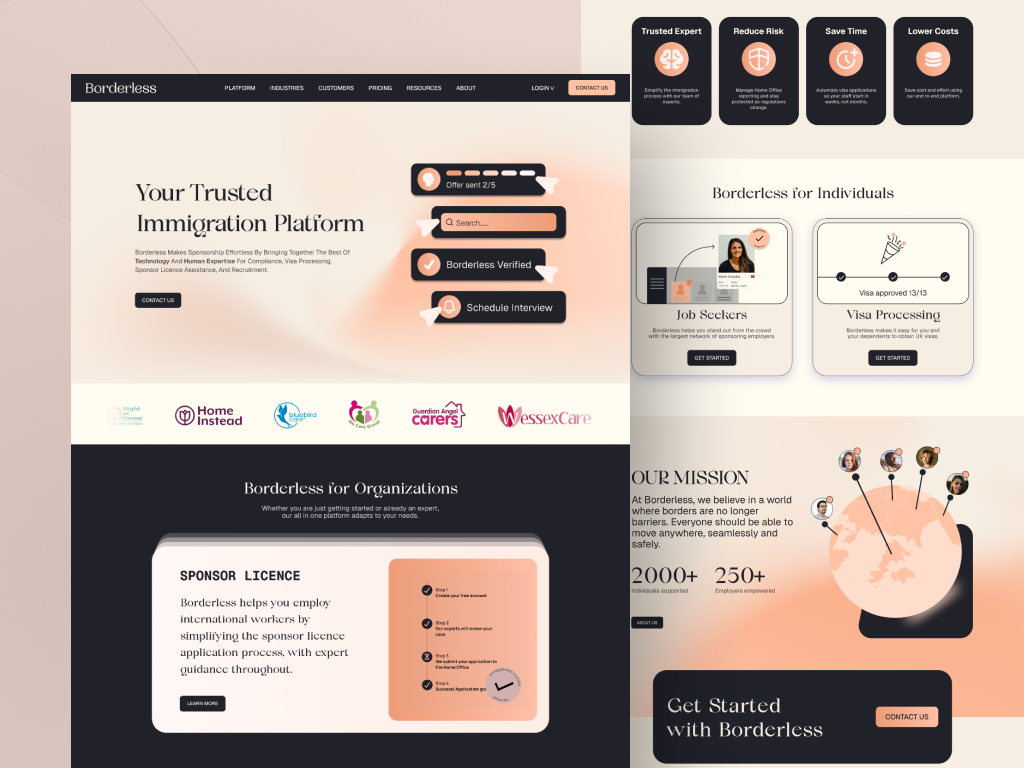 Borderless
PLATFORM INDUSTRIES CUSTOMERS PRICING RESOURCES ABOUT
LOGIN
CONTACT US
Your Trusted
Immigration Platform
Borderless Makes Sponsorship Effortless By Bringing Together The Best Of
Technology And Human Expertise For Compliance, Visa Processing,
Sponsor Licence Assistance, And Recruitment.
CONTACT US
Offer sent 2/5
Search.....
Borderless Verified
Schedule Interview
Home
Instead
bluebird
care
Guardian Angel
carers
WessexCare
Borderless for Organizations
Whether you are just getting started or already an expert,
our all in one platform adapts to your needs.
SPONSOR LICENCE
Borderless helps you employ
international workers by
simplifying the sponsor licence
application process, with expert
guidance throughout.
LEARN MORE
Step 1
Create your free account
Step 2
Our experts will review your
case
Step 3
We submit your application to
the Home Office
Step 4
Success! Application
Trusted Expert
Simplify the immigration
process with our team of
experts.
Reduce Risk
Manage Home Office
reporting and stay
protected as regulations
change.
Save Time
Automate visa applications
so your staff start in
weeks, not months.
Lower Costs
Save cost and effort using
our end to end platform.
Borderless for Individuals
Job Seekers
Borderless helps you stand out from the crowd
with the largest network of sponsoring employers.
GET STARTED
Visa approved 13/13
Visa Processing
Borderless makes it easy for you and
your dependents to obtain UK visas.
GET STARTED
OUR MISSION
At Borderless, we believe in a world
where borders are no longer
barriers. Everyone should be able to
move anywhere, seamlessly and
safely.
2000+ 250+
Individuals supported Employers empowered
ABOUT US
Get Started
with Borderless
CONTACT US